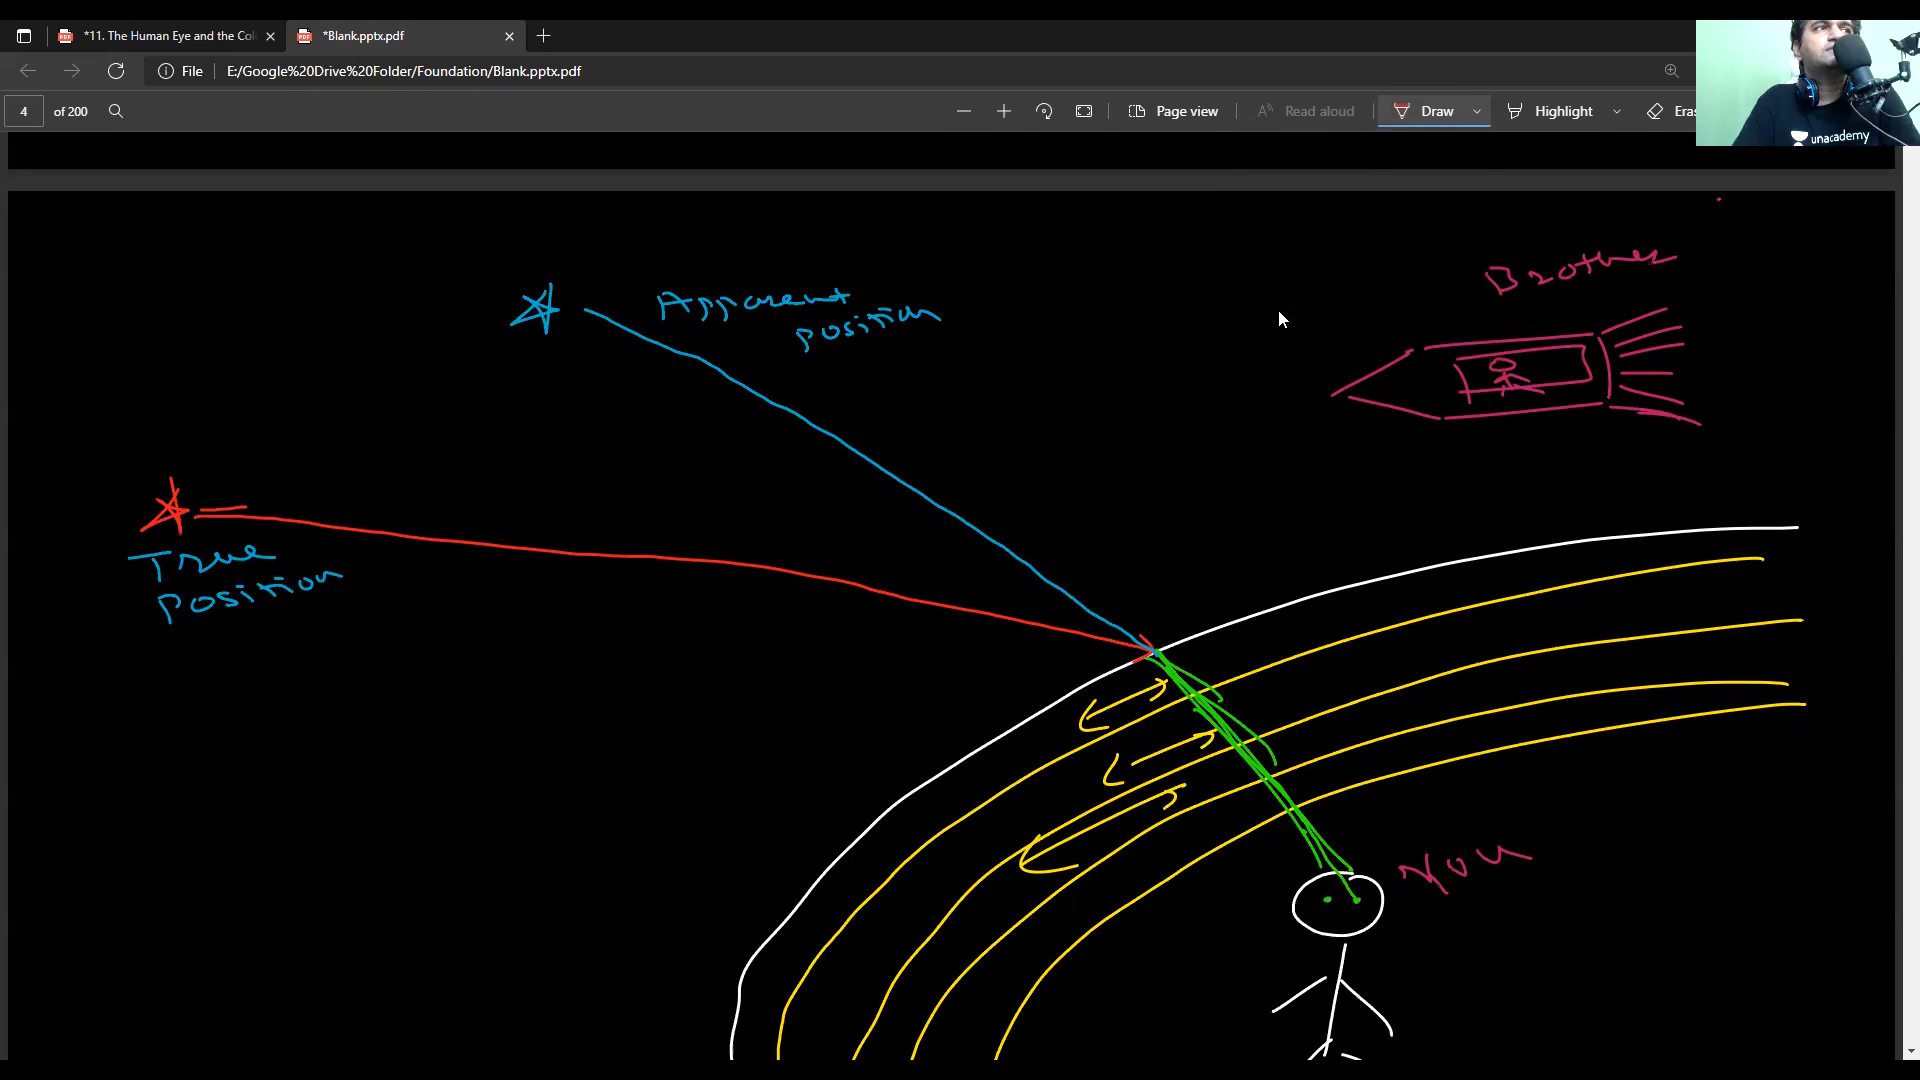 *11. The Human Eye and the Col
*Blank.pptx.pdf
File
E:/Google%20Drive%20Folder/Foundation/Blank.pptx.pdf
4 of 200
Page view
Read aloud
Draw
Highlight
Eras
unacademy
Brother
Apparent
position
True
Position
You